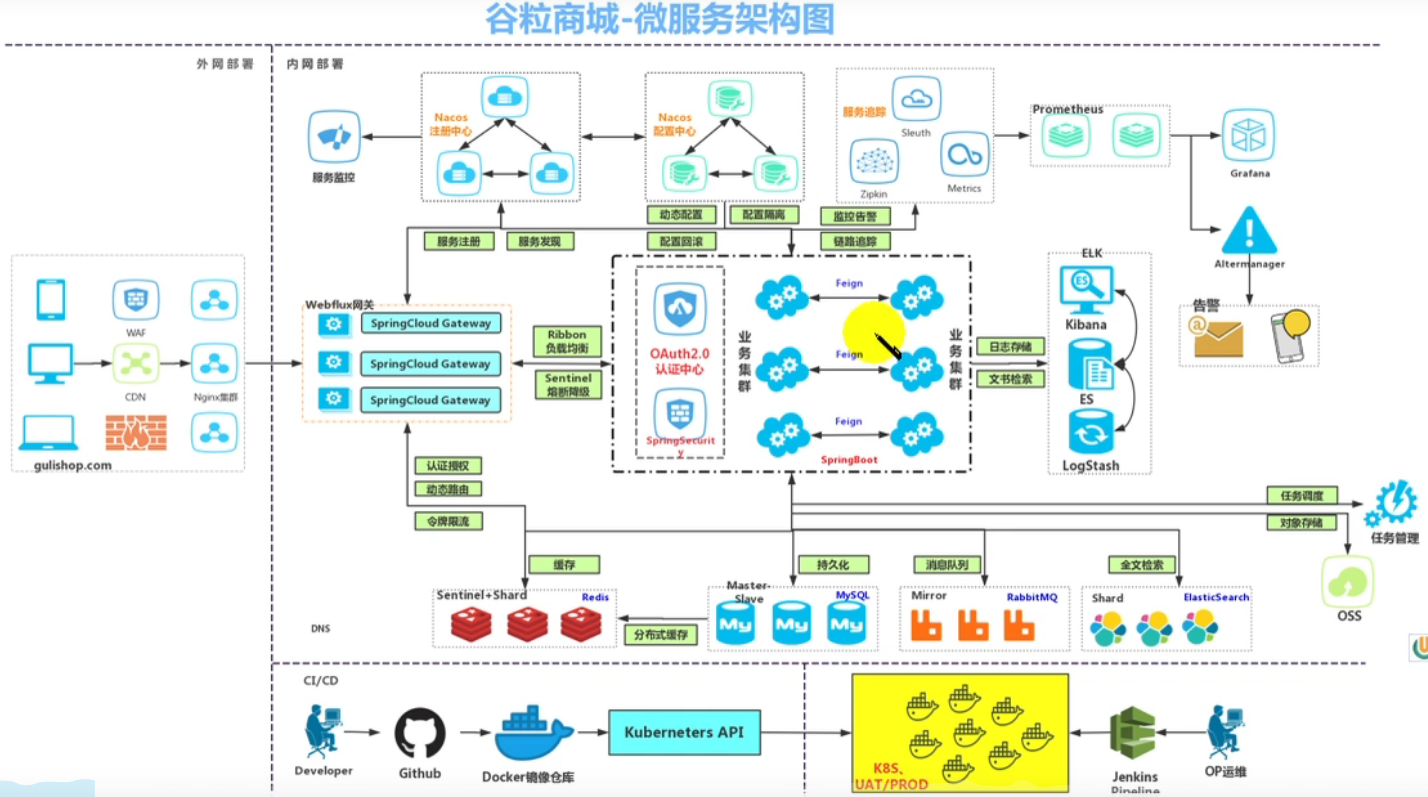 谷粒商城-微服务架构图
外网部署
内网部署
Nacos
注册中心
Nacos
配置中心
服务追踪
Sleuth
Zipkin
Metrics
Prometheus
Grafana
服务监控
动态配置
配置隔离
监控告警
服务注册
服务发现
配置回滚
链路追踪
Altermanager
告警
WAF
CDN
Nginx集群
gulishop.com
Webflux网关
SpringCloud Gateway
SpringCloud Gateway
SpringCloud Gateway
Ribbon
负载均衡
Sentinel
熔断降级
OAuth2.0
认证中心
SpringSecurit
y
业务集群
Feign
Feign
Feign
SpringBoot
业务集群
日志存储
文书检索
ELK
ES
Kibana
ES
LogStash
认证授权
动态路由
令牌限流
任务调度
对象存储
任务管理
OSS
缓存
持久化
消息队列
全文检索
Sentinel+Shard
Redis
分布式缓存
Master-
Slave
MySQL
My
My
My
Mirror
RabbitMQ
Shard
ElasticSearch
DNS
CI/CD
Developer
Github
Docker镜像仓库
Kuberneters API
K8S、
UAT/PROD
Jenkins
Pipeline
OP运维